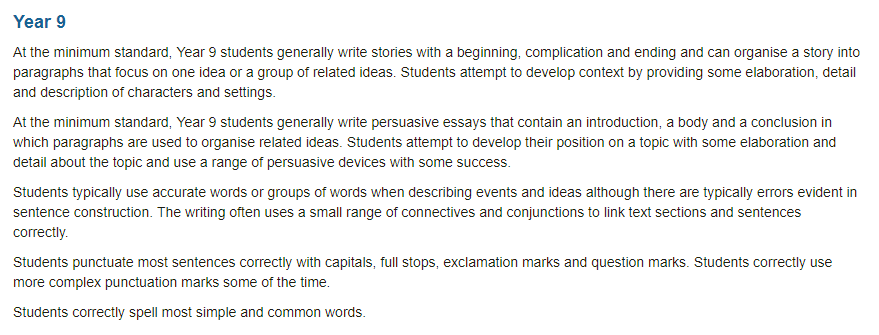 Year 9
At the minimum standard, Year 9 students generally write stories with a beginning, complication and ending and can organise a story into
paragraphs that focus on one idea or a group of related ideas. Students attempt to develop context by providing some elaboration, detail
and description of characters and settings.
At the minimum standard, Year 9 students generally write persuasive essays that contain an introduction, a body and a conclusion in
which paragraphs are used to organise related ideas. Students attempt to develop their position on a topic with some elaboration and
detail about the topic and use a range of persuasive devices with some success.
Students typically use accurate words or groups of words when describing events and ideas although there are typically errors evident in
sentence construction. The writing often uses a small range of connectives and conjunctions to link text sections and sentences
correctly.
Students punctuate most sentences correctly with capitals, full stops, exclamation marks and question marks. Students correctly use
more complex punctuation marks some of the time.
Students correctly spell most simple and common words.